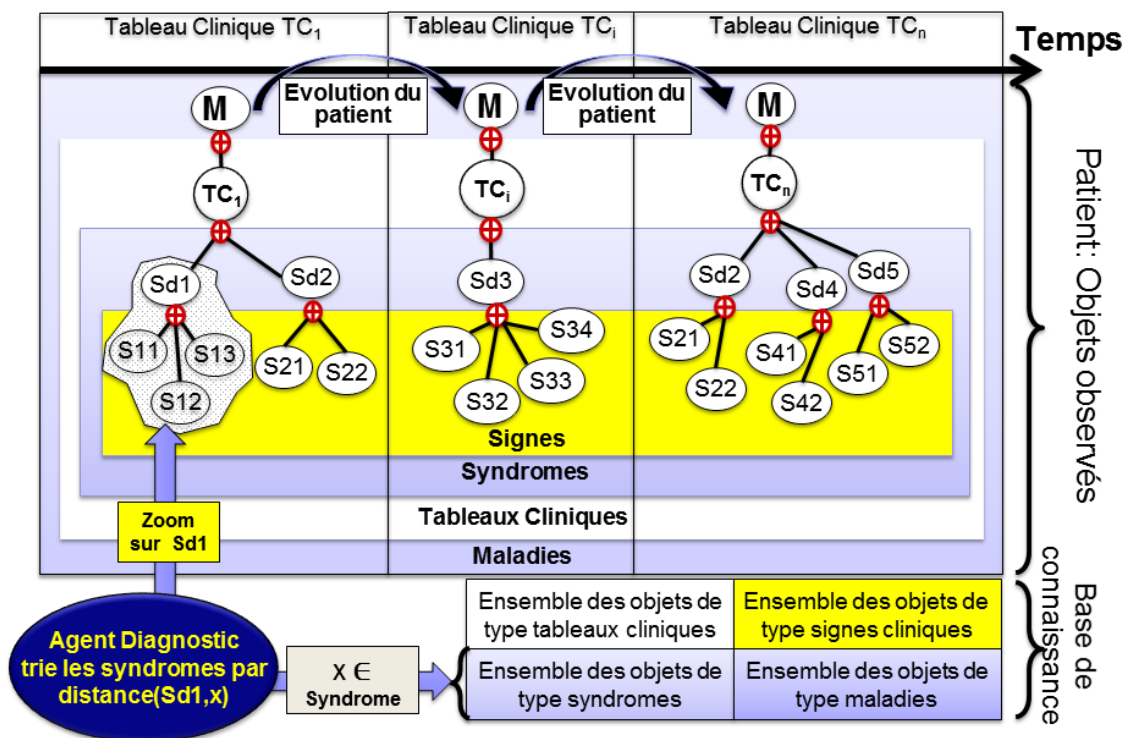 Tableau Clinique TC1
Tableau Clinique TCi
Tableau Clinique TCn
Temps
Evolution du
patient
Evolution du
patient
M
M
M
TC1
TCi
TCn
Sd1
Sd2
Sd3
Sd2
Sd4
Sd5
S11
S13
S12
S21
S22
S31
S34
S33
S32
S21
S22
S41
S42
S51
S52
Signes
Syndromes
Tableaux Cliniques
Maladies
Patient: Objets observés
Zoom
sur Sd1
Agent Diagnostic
trie les syndromes par
distance(Sd1,x)
x ∈
Syndrome
Ensemble des objets de
type tableaux cliniques
Ensemble des objets de
type signes cliniques
Ensemble des objets de
type syndromes
Ensemble des objets de
type maladies
Base de
connaissance